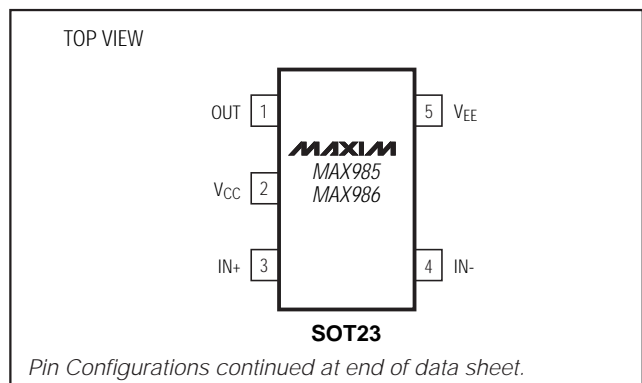 TOP VIEW
OUT 1
5 VEE
MAXIM
MAX985
VCC 2
MAX986
IN+ 3
4 IN-
SOT23
Pin Configurations continued at end of data sheet.